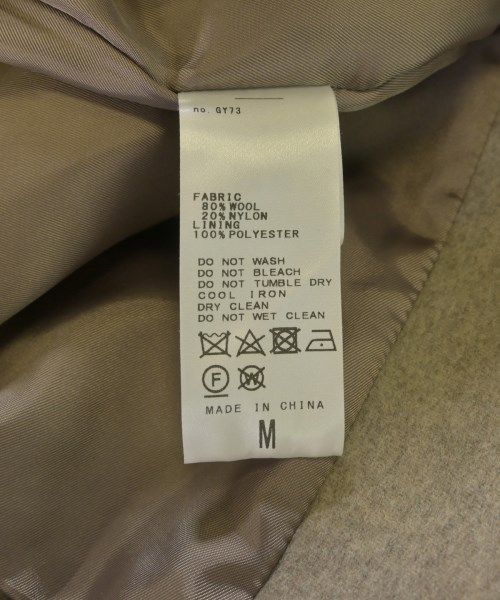 no. GY73
FABRIC
80% WOOL
20% NYLON
LINING
100% POLYESTER
DO NOT WASH
DO NOT BLEACH
DO NOT TUMBLE DRY
COOL IRON
DRY CLEAN
DO NOT WET CLEAN
F W
MADE IN CHINA
M